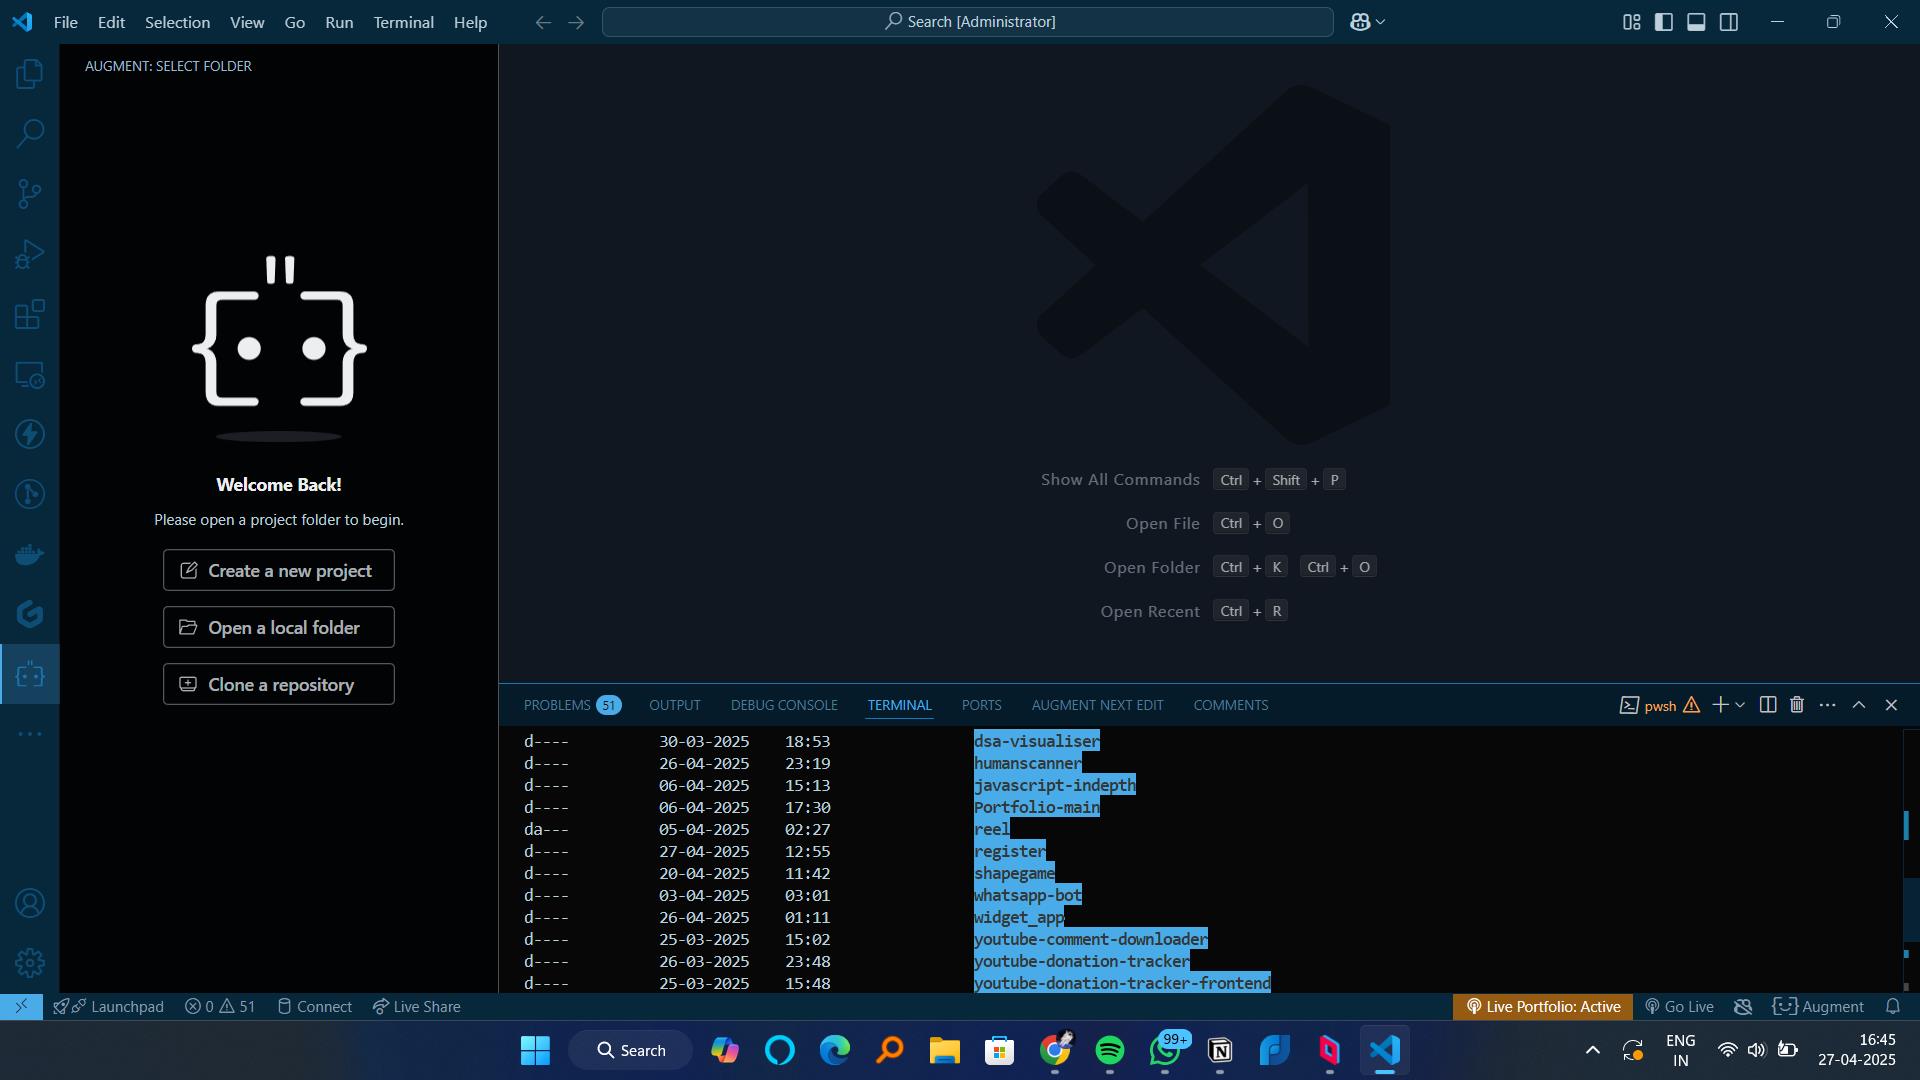 File Edit Selection View Go Run Terminal Help
Search [Administrator]
AUGMENT: SELECT FOLDER
Welcome Back!
Please open a project folder to begin.
Create a new project
Open a local folder
Clone a repository
Show All Commands Ctrl + Shift + P
Open File Ctrl + O
Open Folder Ctrl + K Ctrl + O
Open Recent Ctrl + R
PROBLEMS 51 OUTPUT DEBUG CONSOLE TERMINAL PORTS AUGMENT NEXT EDIT COMMENTS pwsh
d---- 30-03-2025 18:53 dsa-visualiser
d---- 26-04-2025 23:19 humanscanner
d---- 06-04-2025 15:13 javascript-indepth
d---- 06-04-2025 17:30 Portfolio-main
da--- 05-04-2025 02:27 reel
d---- 27-04-2025 12:55 register
d---- 20-04-2025 11:42 shapegame
d---- 03-04-2025 03:01 whatsapp-bot
d---- 26-04-2025 01:11 widget_app
d---- 25-03-2025 15:02 youtube-comment-downloader
d---- 26-03-2025 23:48 youtube-donation-tracker
d---- 25-03-2025 15:48 youtube-donation-tracker-frontend
Launchpad 0 51 Connect Live Share Live Portfolio: Active Go Live Augment
Search
99+
ENG
IN
16:45
27-04-2025